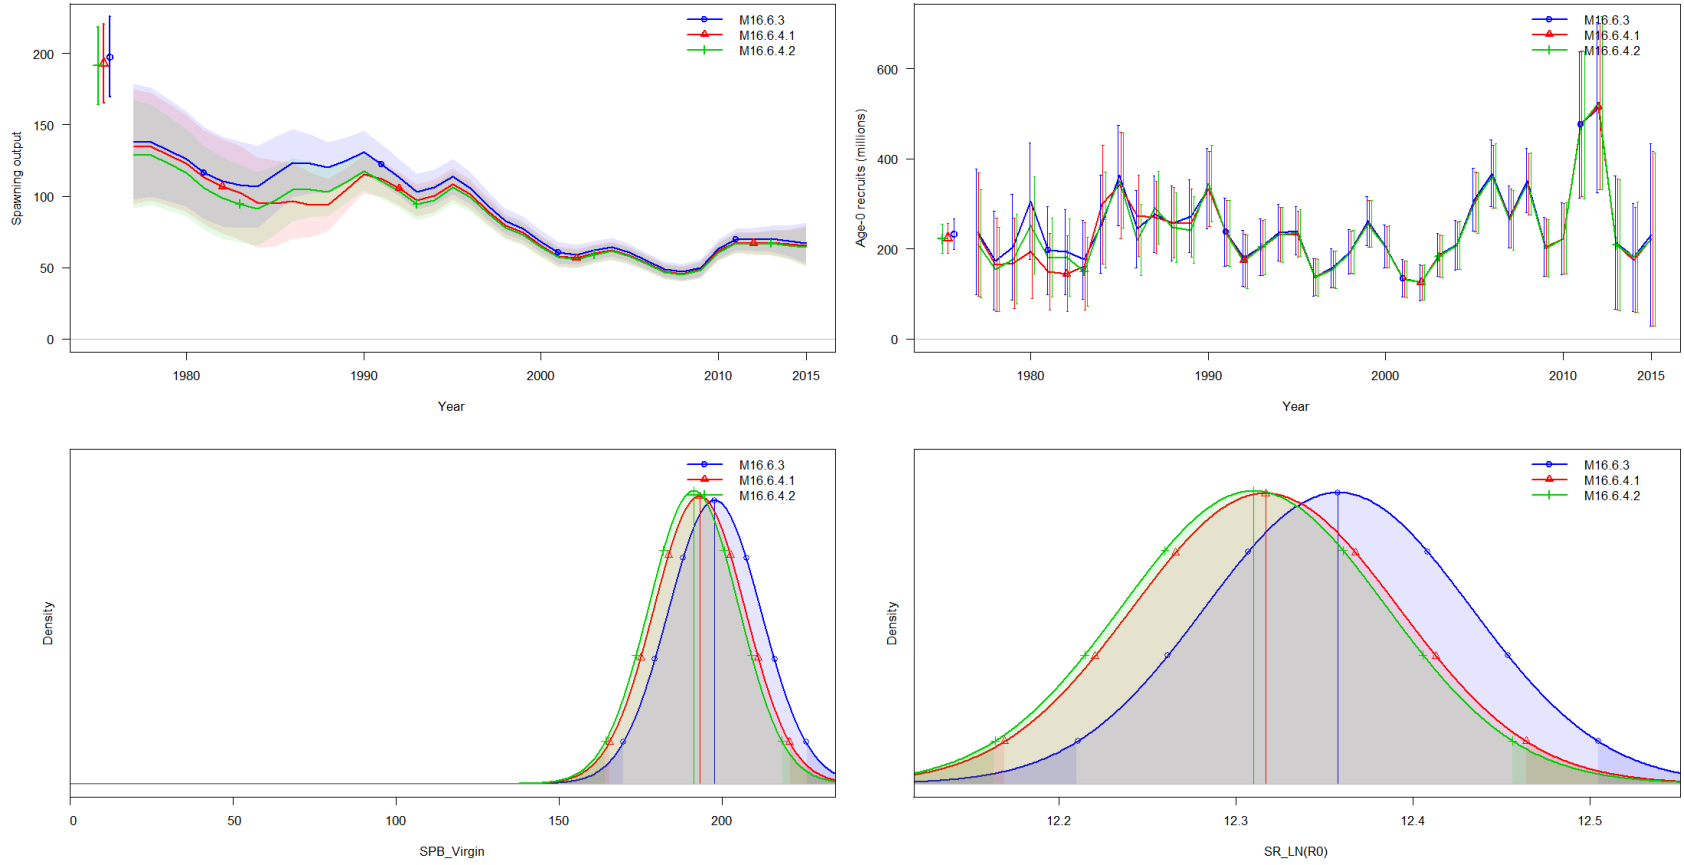 M16.6.3
M16.6.4.1
M16.6.4.2
Spawning output
200
150
100
50
0
1980
1990
2000
2010
2015
Year
M16.6.3
M16.6.4.1
M16.6.4.2
Age-0 recruits (millions)
600
400
200
0
1980
1990
2000
2010
2015
Year
M16.6.3
M16.6.4.1
M16.6.4.2
Density
0
50
100
150
200
SPB_Virgin
M16.6.3
M16.6.4.1
M16.6.4.2
Density
12.2
12.3
12.4
12.5
SR_LN(R0)